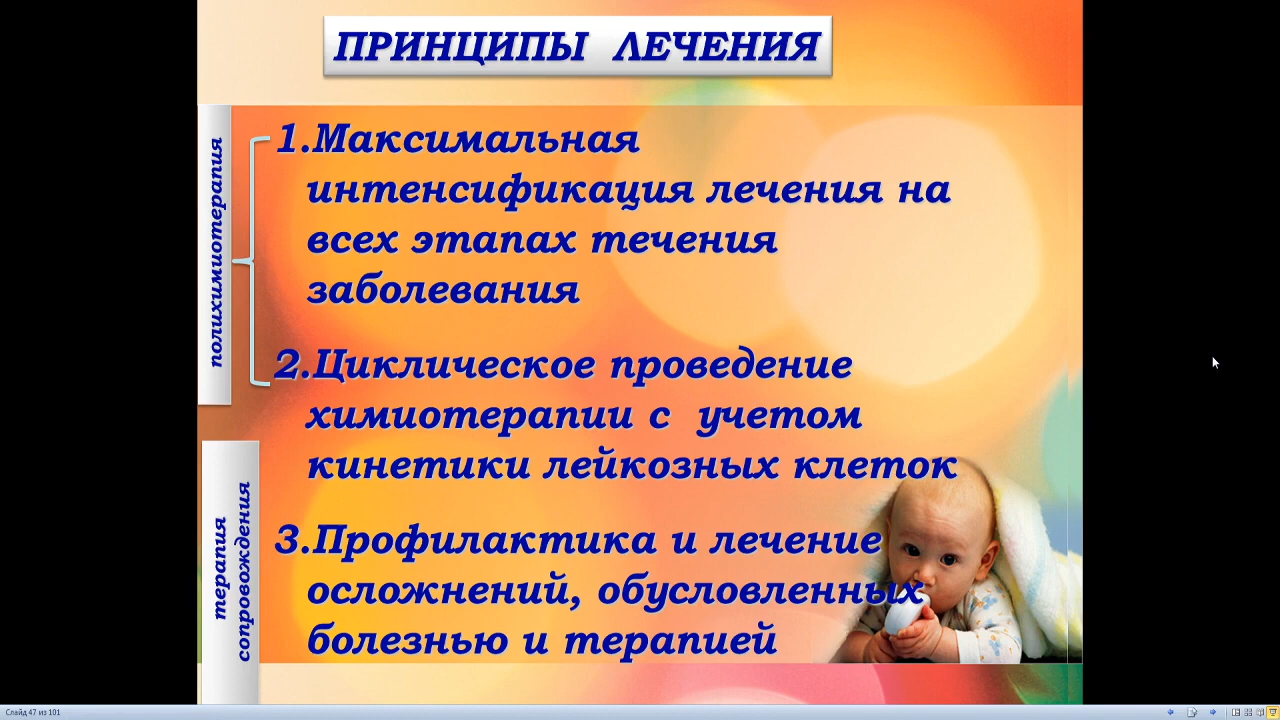 ПРИНЦИПЫ ЛЕЧЕНИЯ
полихимиотерапия
1.Максимальная
интенсификация лечения на
всех этапах течения
заболевания
2.Циклическое проведение
химиотерапии с учетом
кинетики лейкозных клеток
терапия
сопровождения
3.Профилактика и лечение
осложнений, обусловленных
болезнью и терапией
Слайд 47 из 101